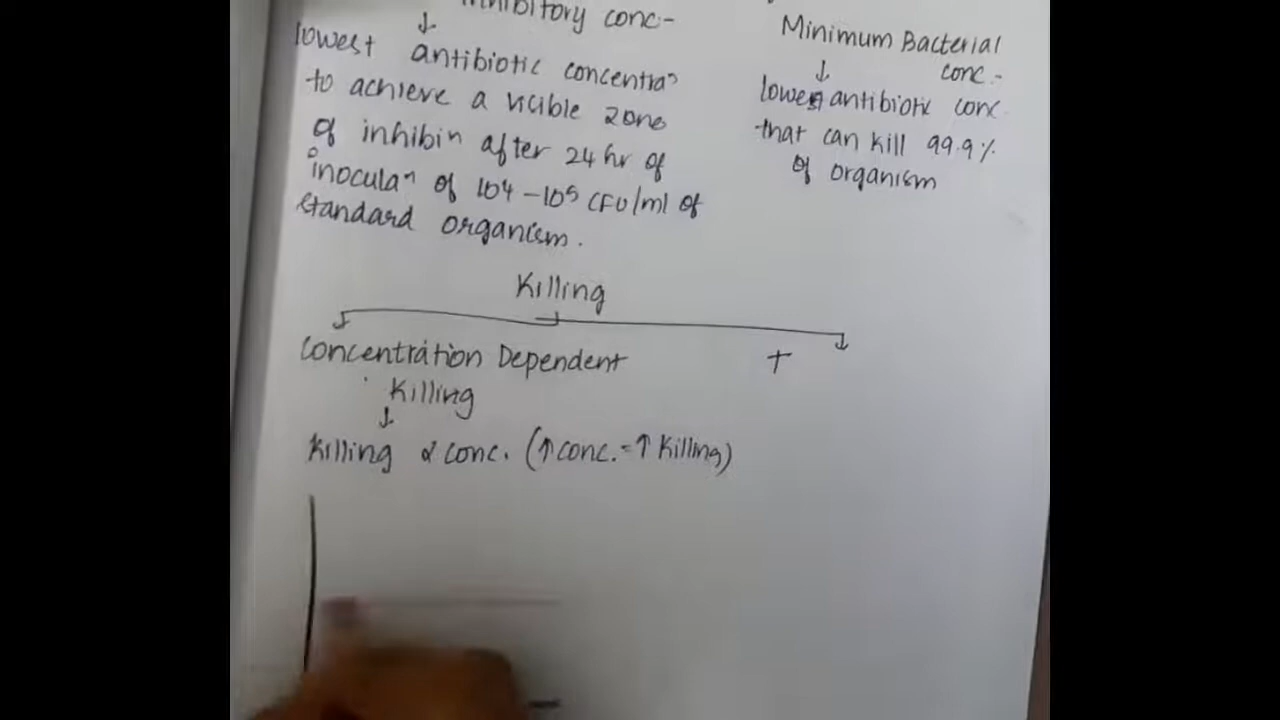 inhibitory conc-
↓
lowest antibiotic concentraⁿ
to achieve a visible zone
of inhibiⁿ after 24 hr of
inoculaⁿ of 10⁴ – 10⁵ CFU/ml of
standard organism.
Minimum Bacterial
conc.-
↓
lowest antibiotic conc.
that can kill 99.9%
of organism
Killing
Concentration Dependent
Killing
↓
T
Killing α conc. (↑conc.=↑ Killing)